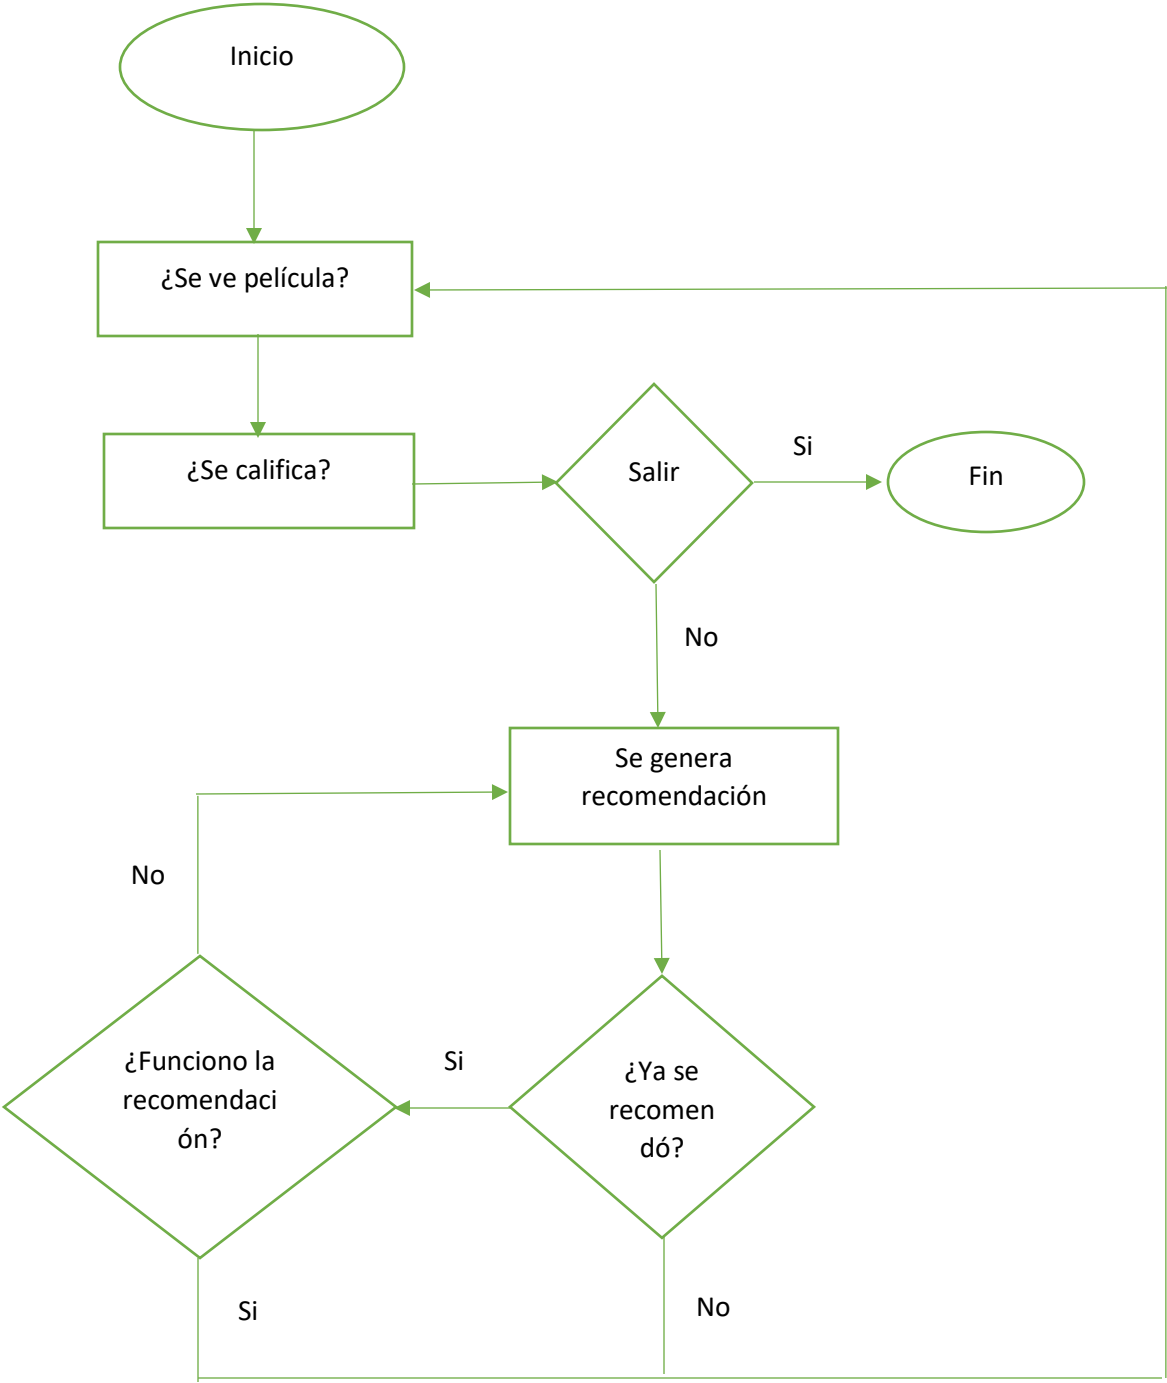 Inicio
¿Se ve película?
¿Se califica?
Salir
Si
Fin
No
Se genera
recomendación
No
¿Funciono la
recomendaci
ón?
Si
¿Ya se
recomen
dó?
Si
No